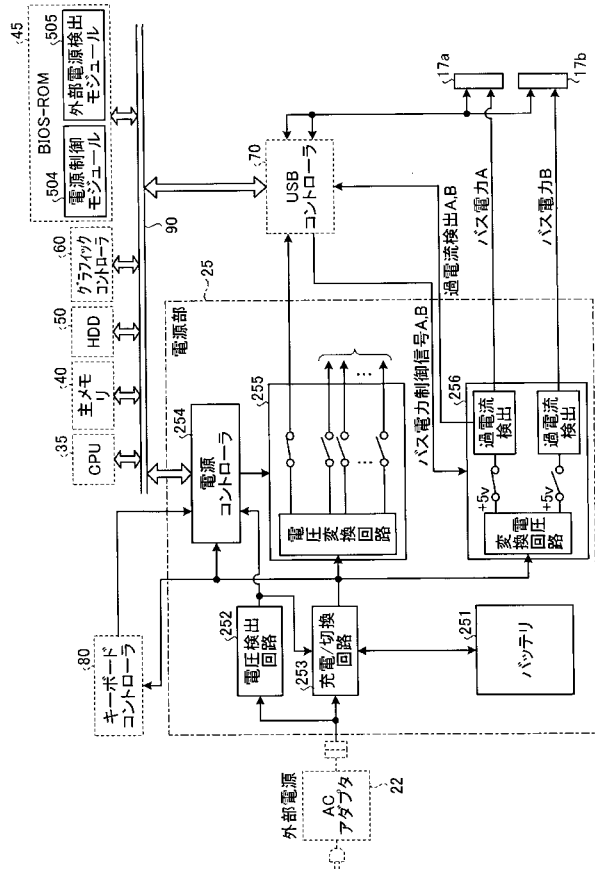 外部電源
AC
アダプタ
22
キーボード
コントローラ
80
CPU
35
主メモリ
40
HDD
50
グラフィック
コントローラ
60
BIOS-ROM
45
電源制御
モジュール
504
外部電源検出
モジュール
505
90
電源部
25
電圧検出
回路
252
充電/切換
回路
253
バッテリ
251
電源
コントローラ
254
255
電圧変換回路
…
…
USB
コントローラ
70
バス電力制御信号A,B
過電流検出A,B
256
電圧
変換
回路
+5v
+5v
過電流
検出
過電流
検出
バス電力A
バス電力B
17a
17b